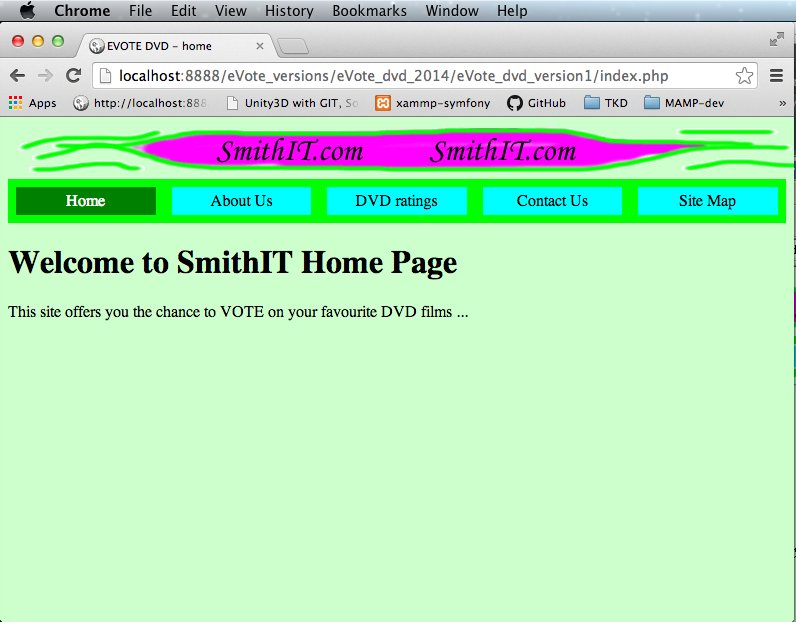 Chrome File Edit View History Bookmarks Window Help
EVOTE DVD – home
localhost:8888/eVote_versions/eVote_dvd_2014/eVote_dvd_version1/index.php
Apps http://localhost:888 Unity3D with GIT, So xammp-symfony GitHub TKD MAMP-dev »
SmithIT.com SmithIT.com
Home About Us DVD ratings Contact Us Site Map
Welcome to SmithIT Home Page
This site offers you the chance to VOTE on your favourite DVD films ...